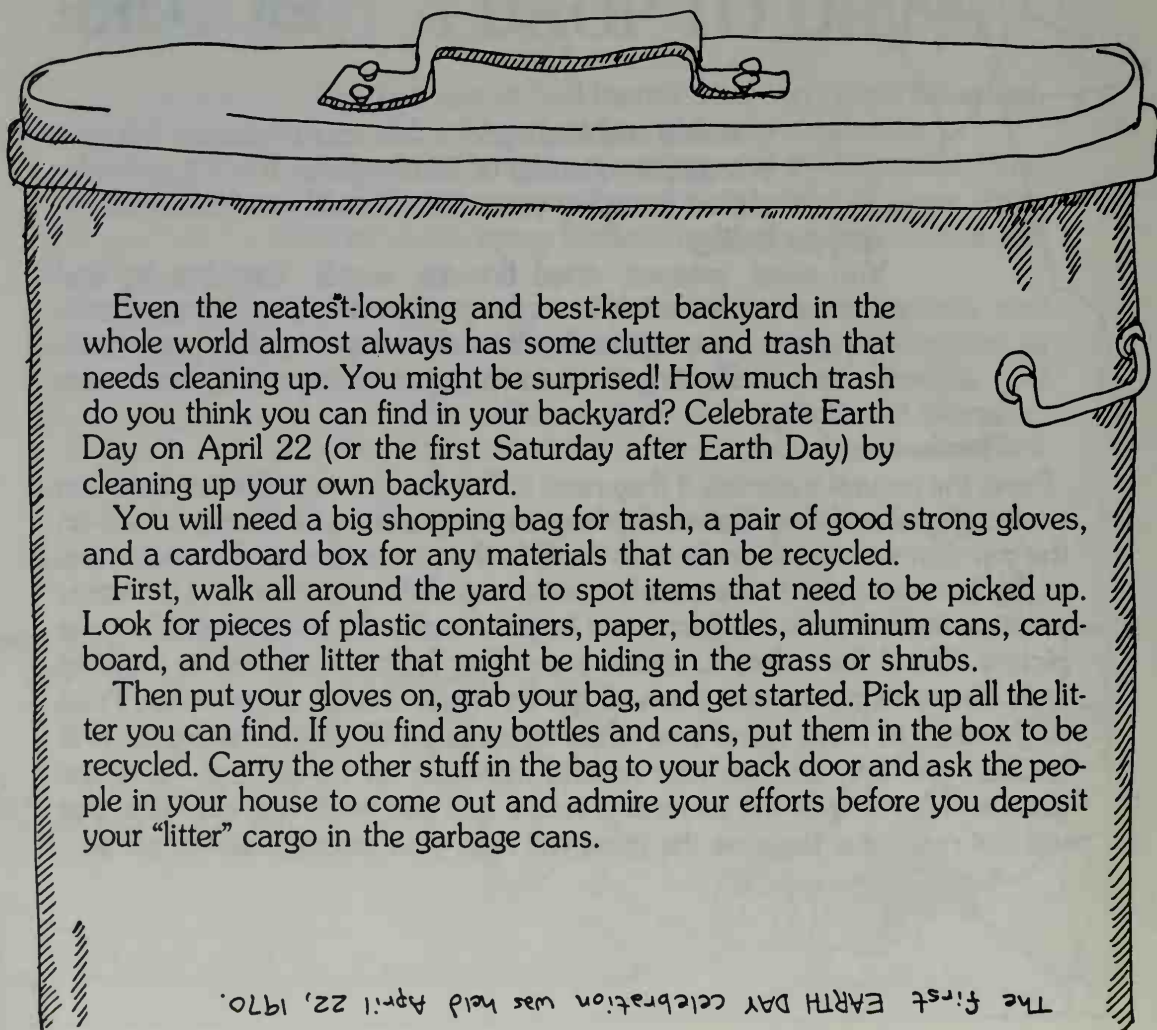 Even the neatest-looking and best-kept backyard in the
whole world almost always has some clutter and trash that
needs cleaning up. You might be surprised! How much trash
do you think you can find in your backyard? Celebrate Earth
Day on April 22 (or the first Saturday after Earth Day) by
cleaning up your own backyard.
You will need a big shopping bag for trash, a pair of good strong gloves,
and a cardboard box for any materials that can be recycled.
First, walk all around the yard to spot items that need to be picked up.
Look for pieces of plastic containers, paper, bottles, aluminum cans, card-
board, and other litter that might be hiding in the grass or shrubs.
Then put your gloves on, grab your bag, and get started. Pick up all the lit-
ter you can find. If you find any bottles and cans, put them in the box to be
recycled. Carry the other stuff in the bag to your back door and ask the peo-
ple in your house to come out and admire your efforts before you deposit
your “litter” cargo in the garbage cans.
The first EARTH DAY celebration was held April 22, 1970.